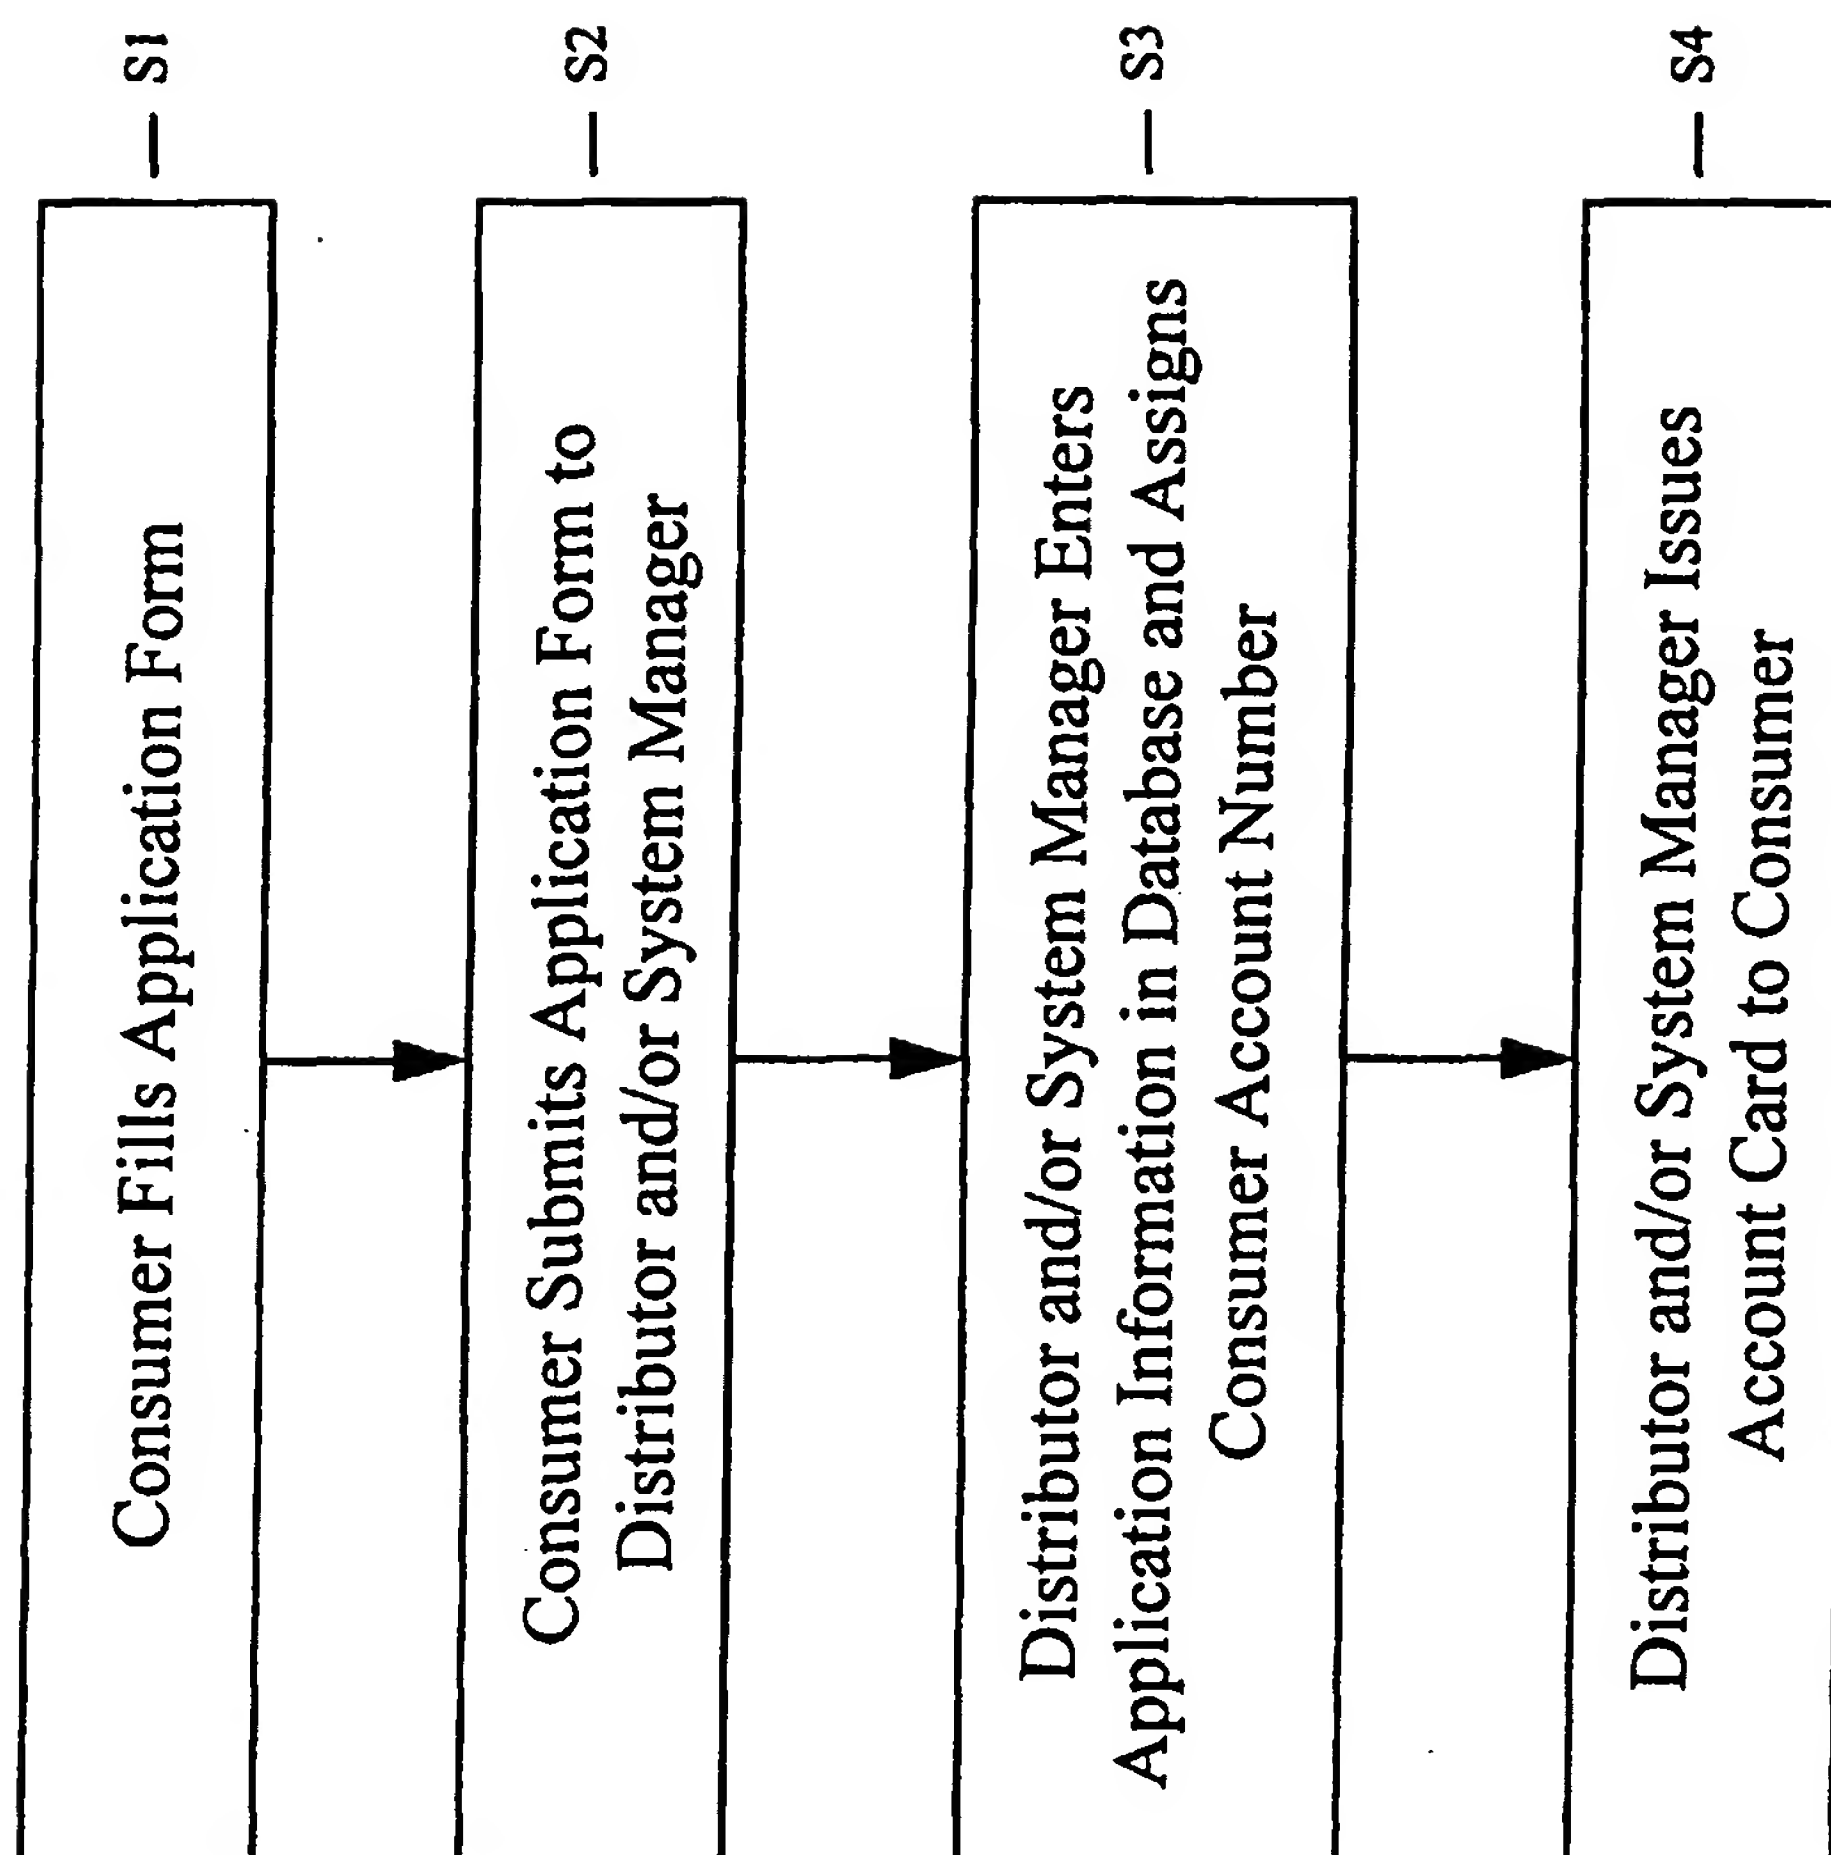 Consumer Fills Application Form
S1
Consumer Submits Application Form to
Distributor and/or System Manager
S2
Distributor and/or System Manager Enters
Application Information in Database and Assigns
Consumer Account Number
S3
Distributor and/or System Manager Issues
Account Card to Consumer
S4